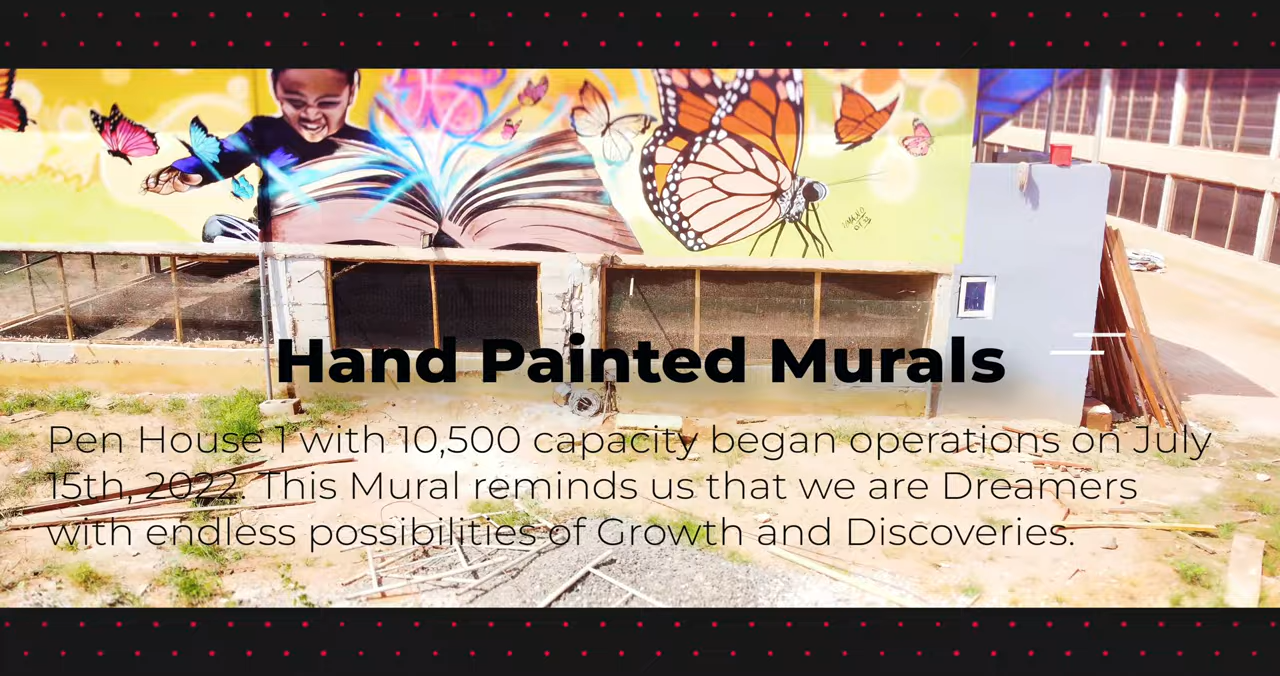 Hand Painted Murals
Pen House 1 with 10,500 capacity began operations on July
15th, 2022. This Mural reminds us that we are Dreamers
with endless possibilities of Growth and Discoveries.